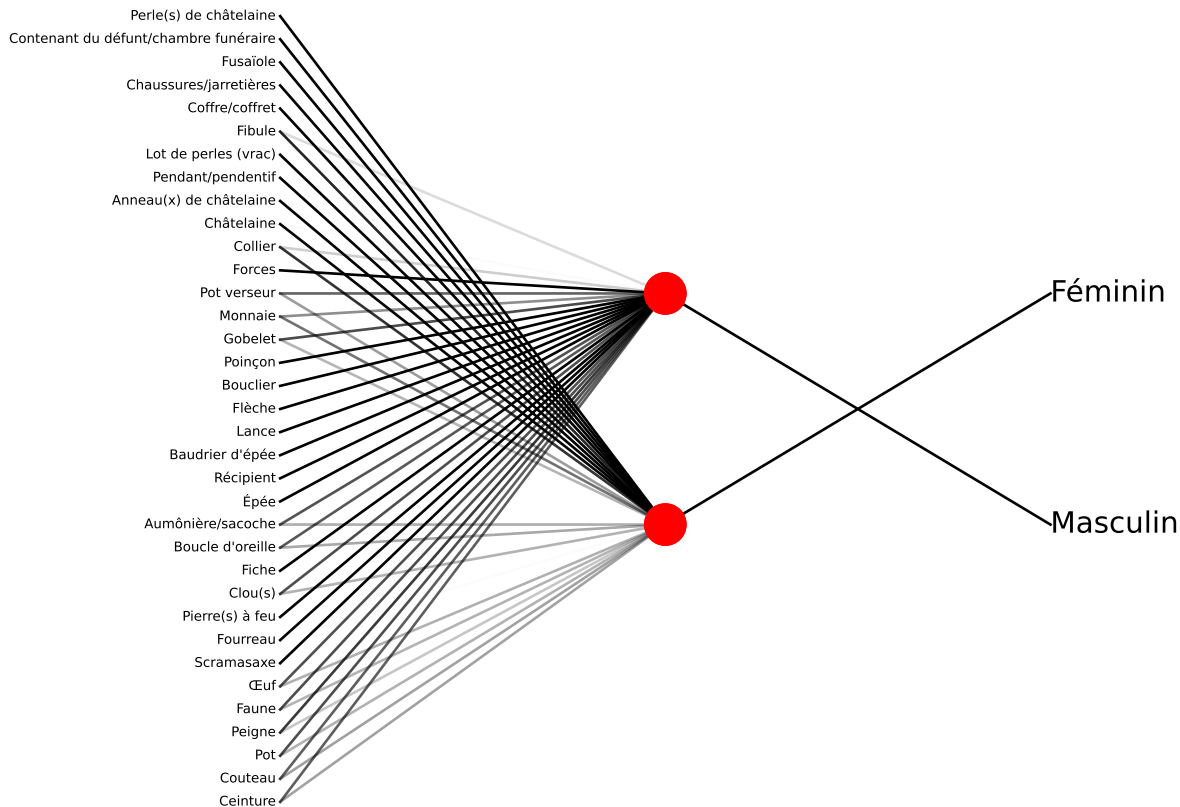 Perle(s) de châtelaine
Contenant du défunt/chambre funéraire
Fusaïole
Chaussures/jarretières
Coffre/coffret
Fibule
Lot de perles (vrac)
Pendant/pendentif
Anneau(x) de châtelaine
Châtelaine
Collier
Forces
Pot verseur
Monnaie
Gobelet
Poinçon
Bouclier
Flèche
Lance
Baudrier d'épée
Récipient
Épée
Aumônière/sacoche
Boucle d'oreille
Fiche
Clou(s)
Pierre(s) à feu
Fourreau
Scramasaxe
Œuf
Faune
Peigne
Pot
Couteau
Ceinture
Féminin
Masculin